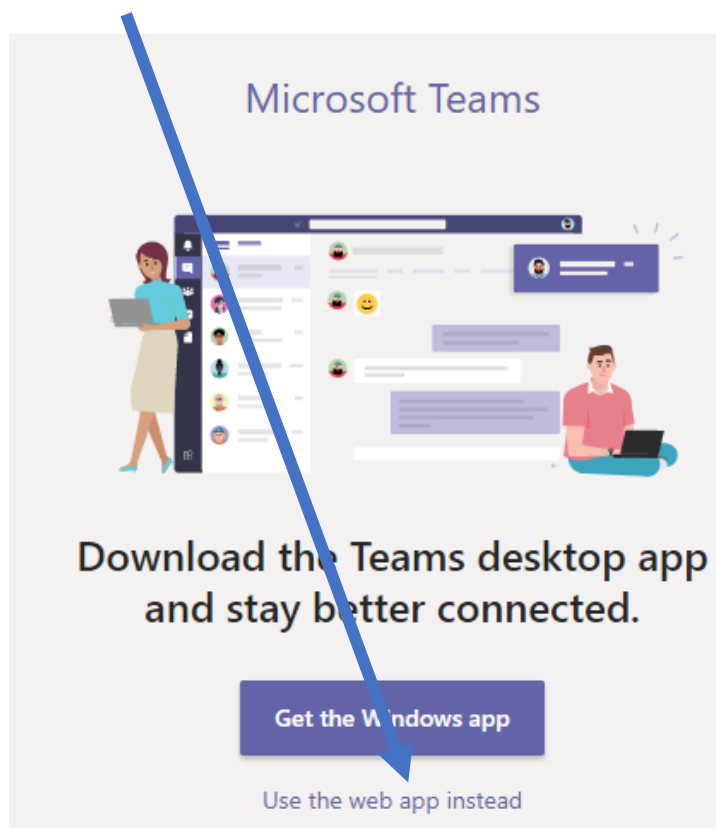 Microsoft Teams
Download the Teams desktop app
and stay better connected.
Get the Windows app
Use the web app instead